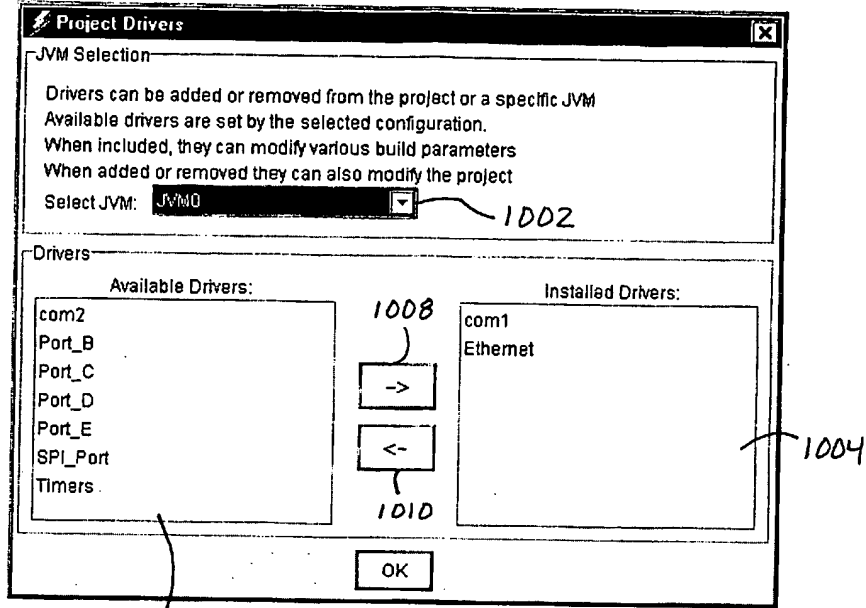 Project Drivers
JVM Selection
Drivers can be added or removed from the project or a specific JVM
Available drivers are set by the selected configuration.
When included, they can modify various build parameters
When added or removed they can also modify the project
Select JVM: JVM0
1002
Drivers
Available Drivers:
com2
Port_B
Port_C
Port_D
Port_E
SPI_Port
Timers
1008
->
<-
1010
Installed Drivers:
com1
Ethernet
1004
OK